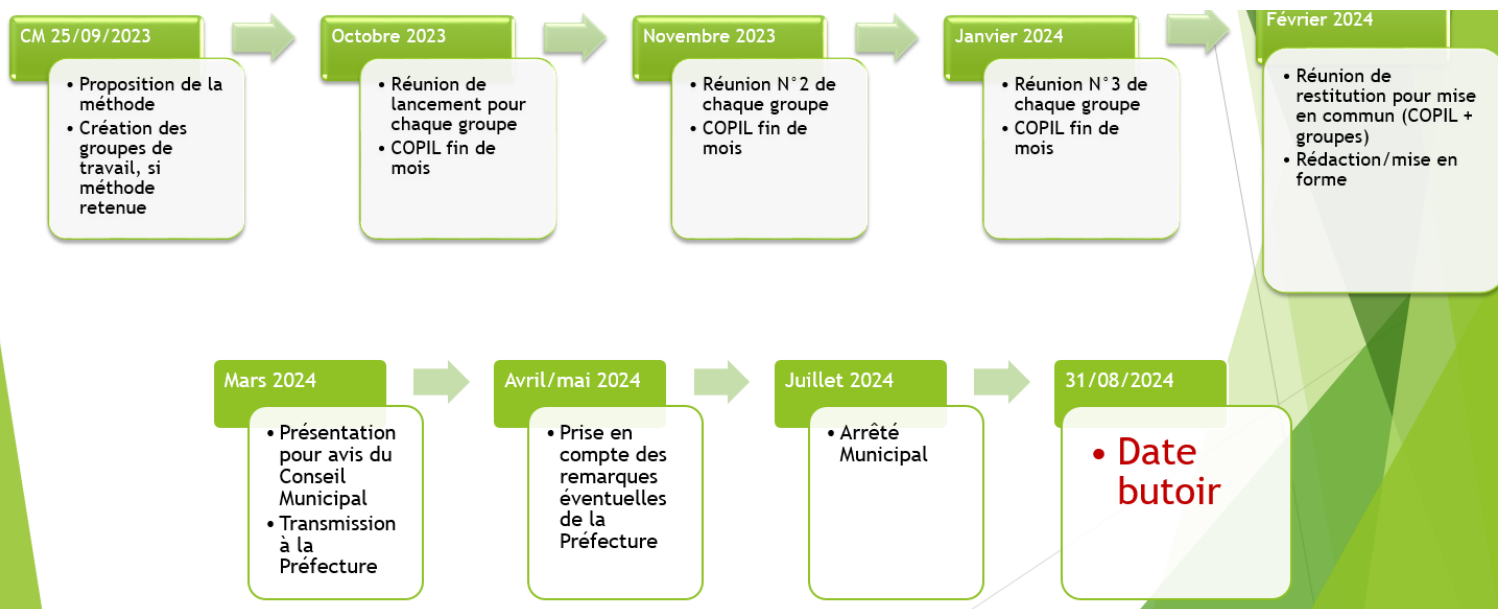 CM 25/09/2023
• Proposition de la
méthode
• Création des
groupes de
travail, si
méthode
retenue
Octobre 2023
• Réunion de
lancement pour
chaque groupe
• COPIL fin de
mois
Novembre 2023
• Réunion N°2 de
chaque groupe
• COPIL fin de
mois
Janvier 2024
• Réunion N°3 de
chaque groupe
• COPIL fin de
mois
Février 2024
• Réunion de
restitution pour mise
en commun (COPIL +
groupes)
• Rédaction/mise en
forme
Mars 2024
• Présentation
pour avis du
Conseil
Municipal
• Transmission
à la
Préfecture
Avril/mai 2024
• Prise en
compte des
remarques
éventuelles
de la
Préfecture
Juillet 2024
• Arrêté
Municipal
31/08/2024
• Date
butoir